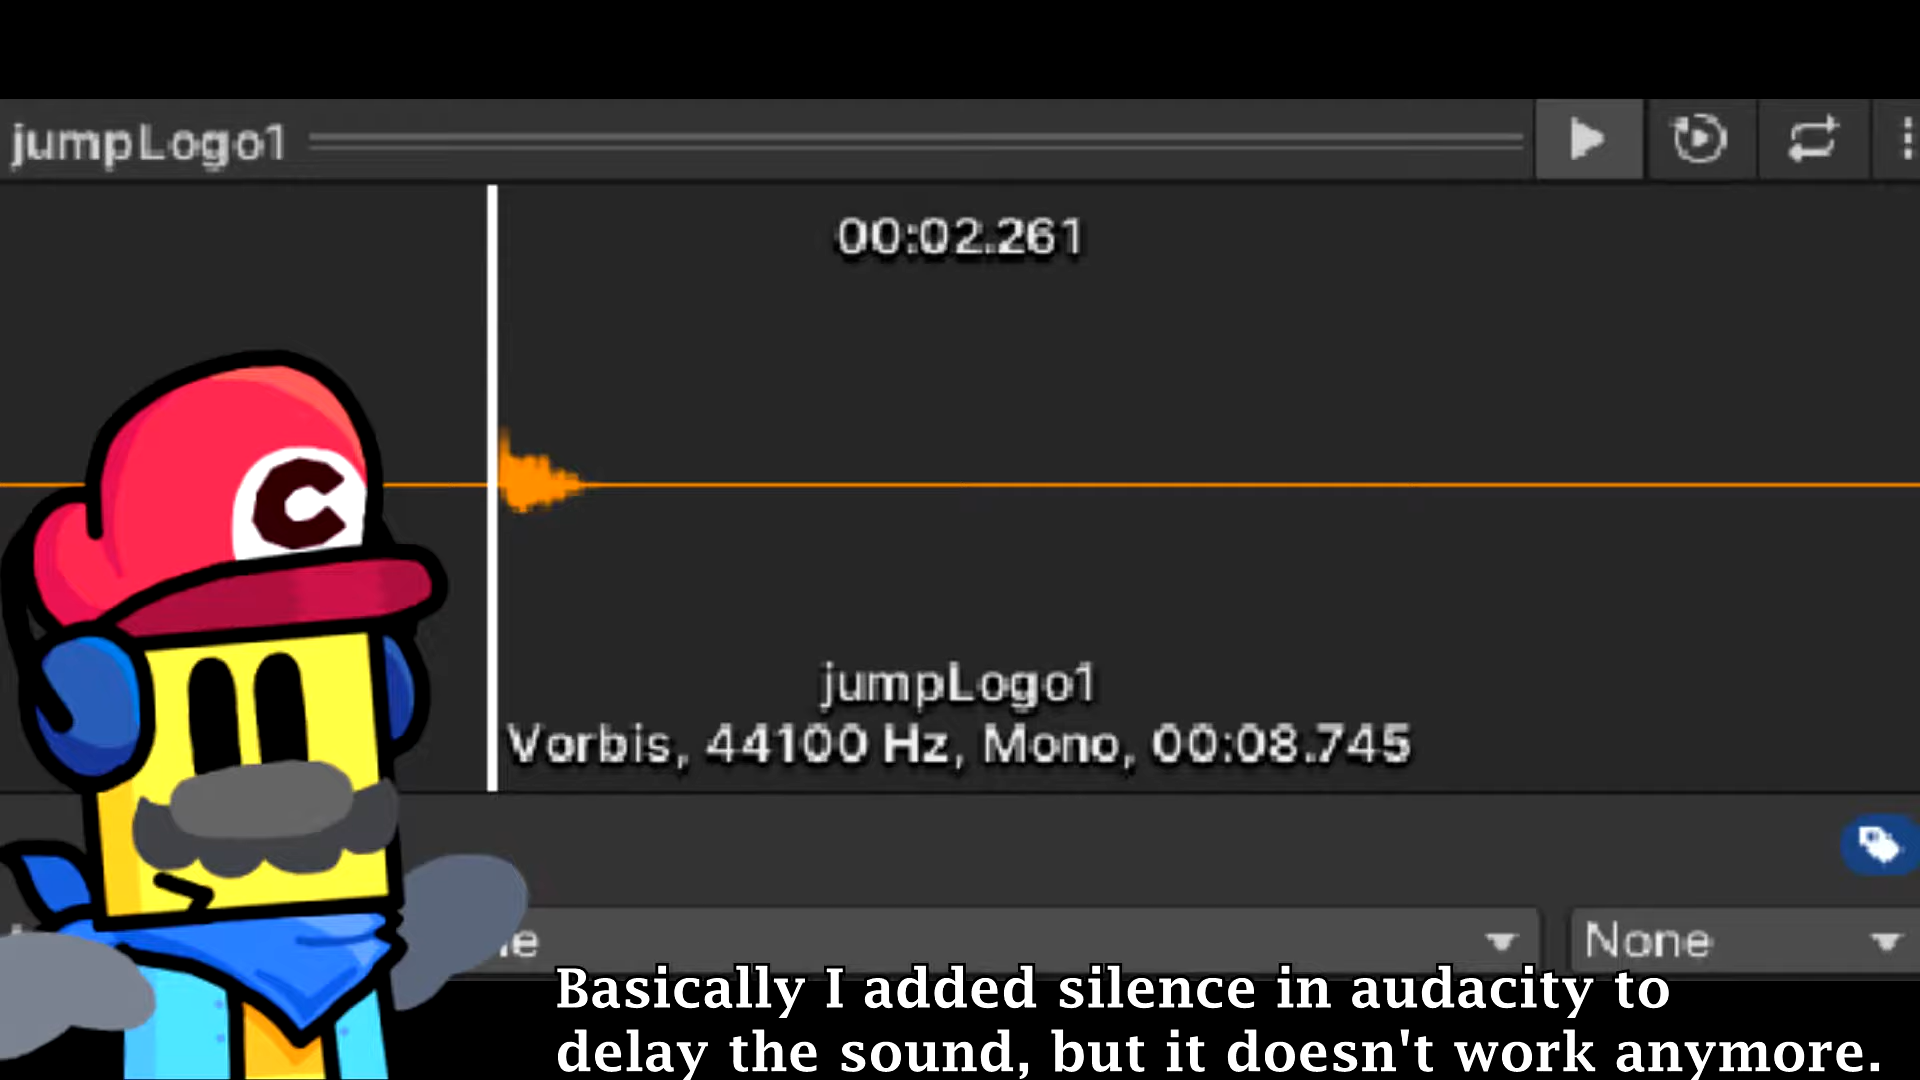 jumpLogo1
00:02.261
C
jumpLogo1
Vorbis, 44100 Hz, Mono, 00:08.745
None
Basically I added silence in audacity to
delay the sound, but it doesn't work anymore.